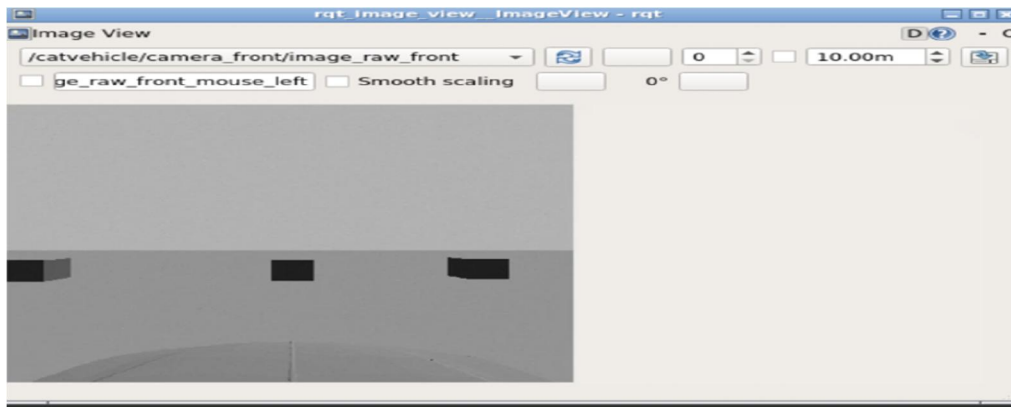 rqt_image_view__ImageView - rqt
Image View
D
- C
/catvehicle/camera_front/image_raw_front
0
10.00m
ge_raw_front_mouse_left
Smooth scaling
0°